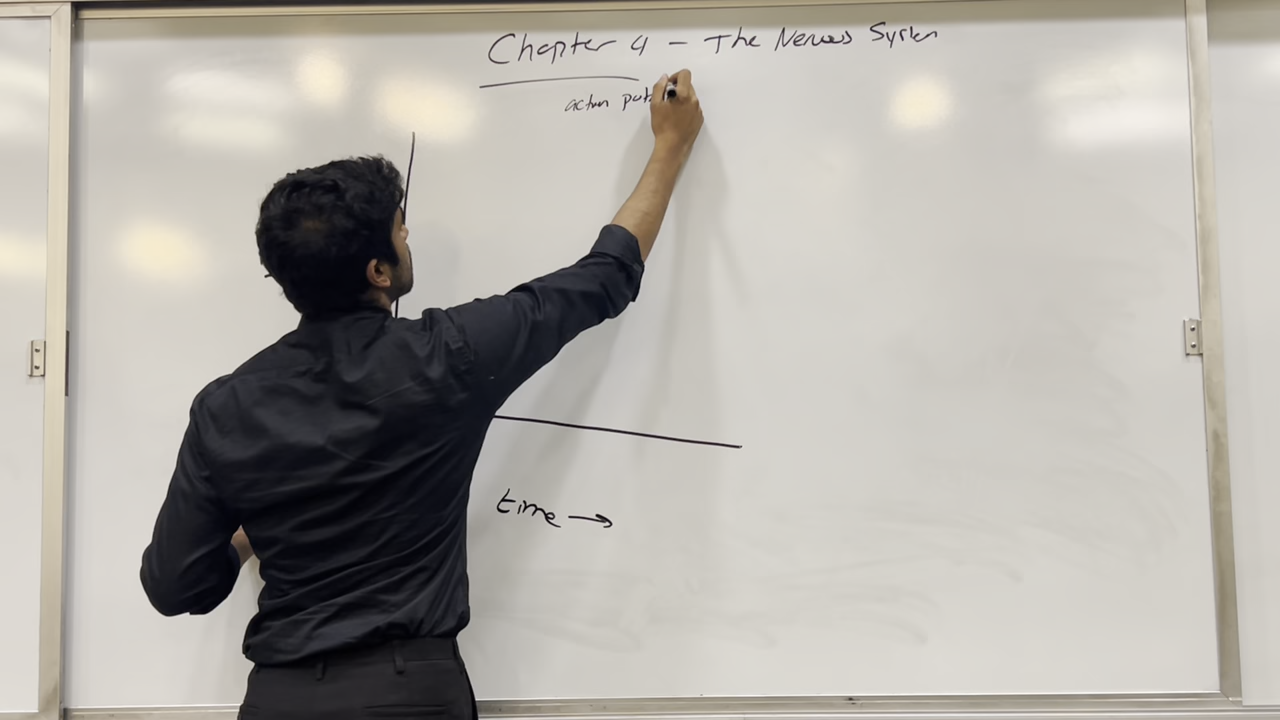 Chapter 4 - The Nervous System
action pot
time →